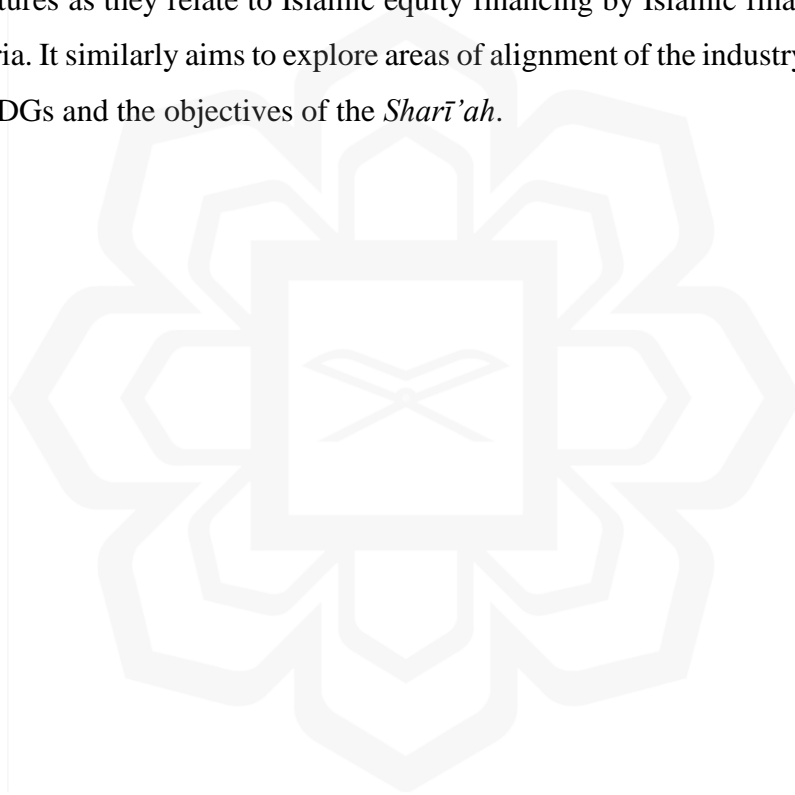 tures as they relate to Islamic equity financing by Islamic fina
ria. It similarly aims to explore areas of alignment of the industry
DGs and the objectives of the Sharī’ah.